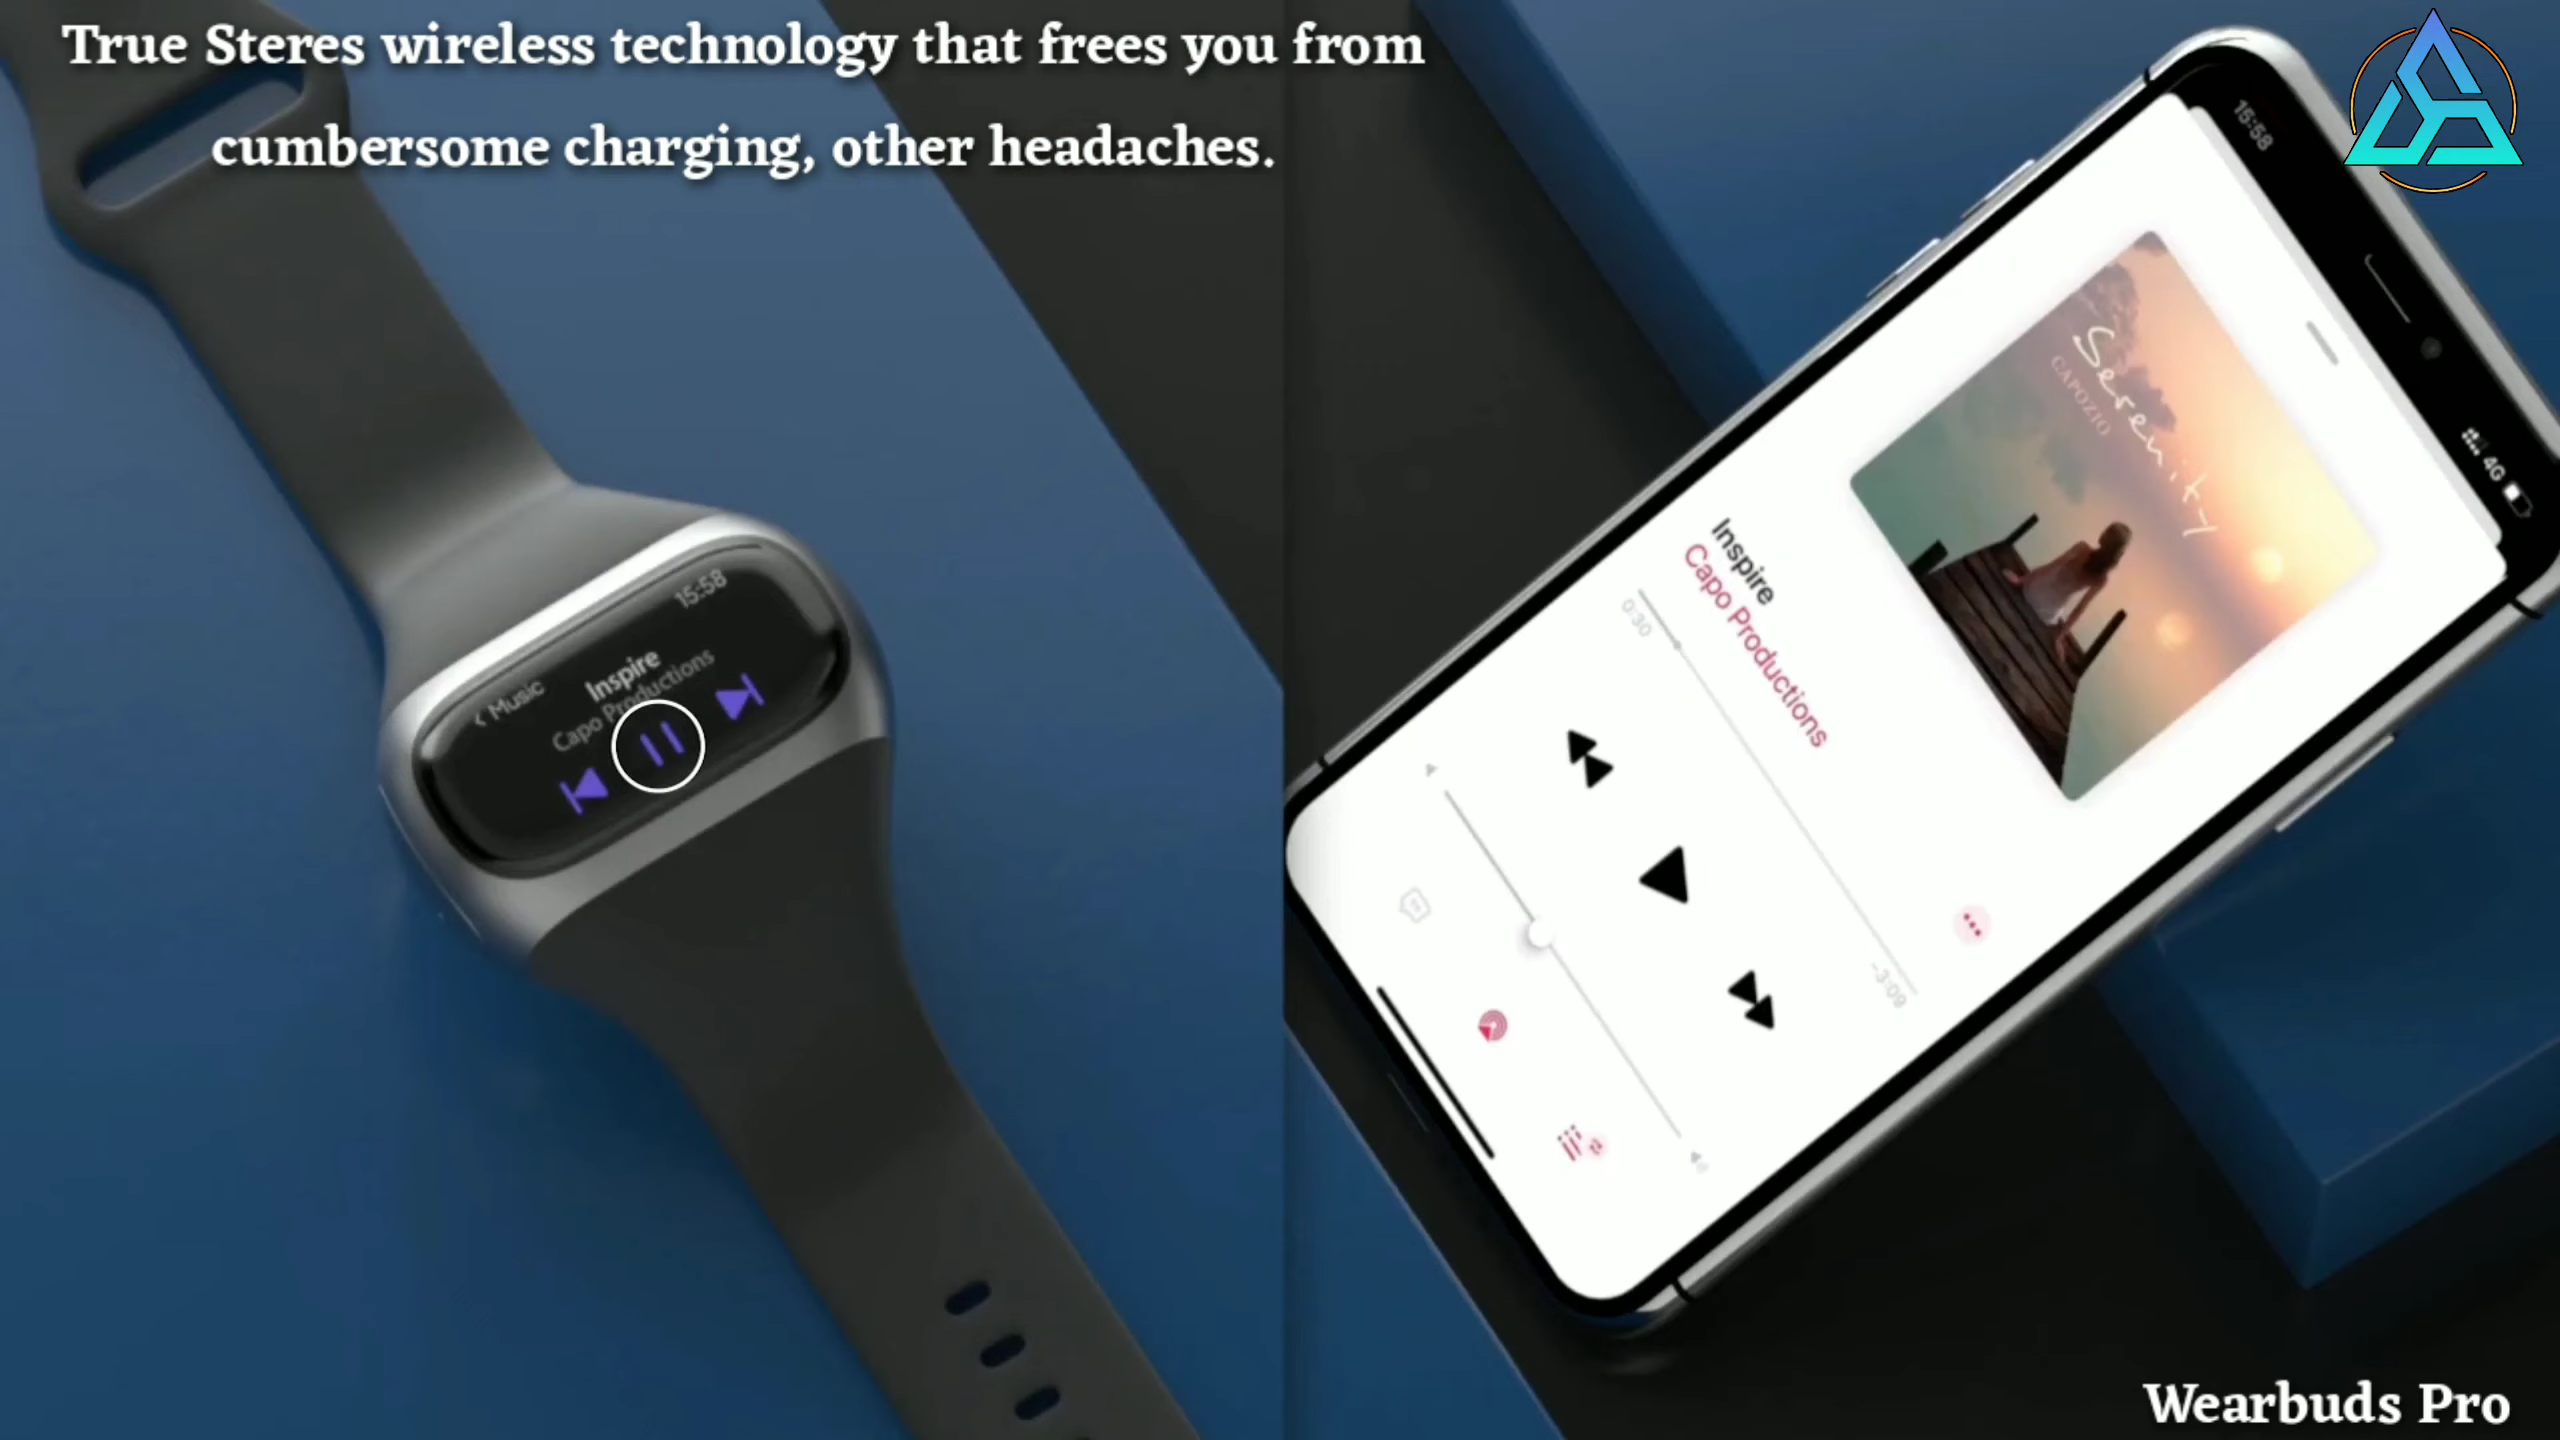 True Steres wireless technology that frees you from
cumbersome charging, other headaches.
15:58
‹ Music
Inspire
Capo Productions
15:58
4G
Serenity
CAPOZIO
Inspire
Capo Productions
0:30
-3:09
Wearbuds Pro